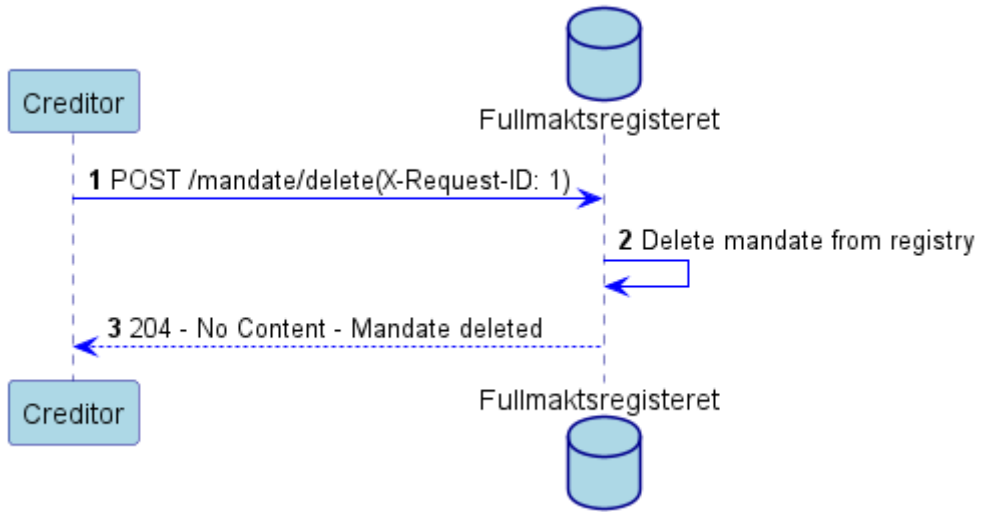 Fullmaktsregisteret
Creditor
1 POST /mandate/delete(X-Request-ID: 1)
2 Delete mandate from registry
3 204 - No Content - Mandate deleted
Creditor
Fullmaktsregisteret